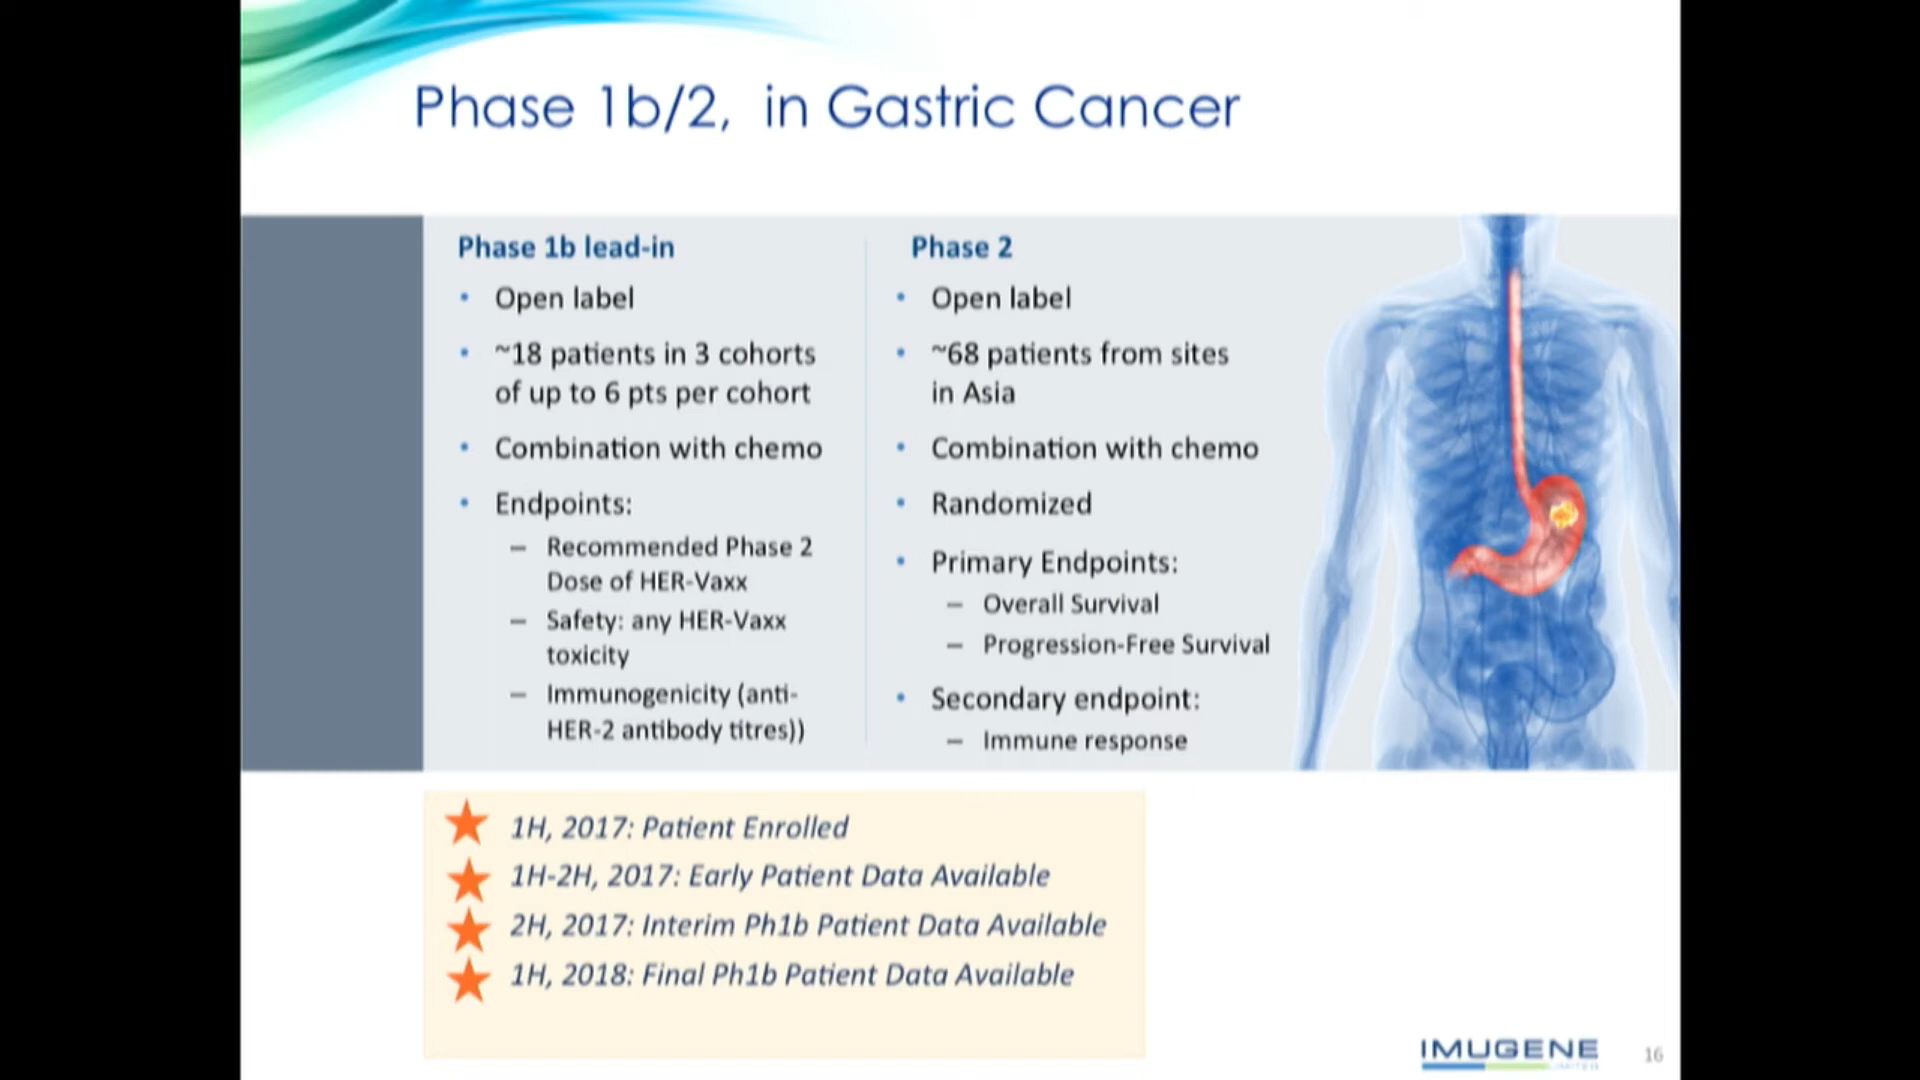 Phase 1b/2, in Gastric Cancer
Phase 1b lead-in
• Open label
• ~18 patients in 3 cohorts
of up to 6 pts per cohort
• Combination with chemo
• Endpoints:
– Recommended Phase 2
Dose of HER-Vaxx
– Safety: any HER-Vaxx
toxicity
– Immunogenicity (anti-
HER-2 antibody titres))
Phase 2
• Open label
• ~68 patients from sites
in Asia
• Combination with chemo
• Randomized
• Primary Endpoints:
– Overall Survival
– Progression-Free Survival
• Secondary endpoint:
– Immune response
1H, 2017: Patient Enrolled
1H-2H, 2017: Early Patient Data Available
2H, 2017: Interim Ph1b Patient Data Available
1H, 2018: Final Ph1b Patient Data Available
IMUGENE
LIMITED
16